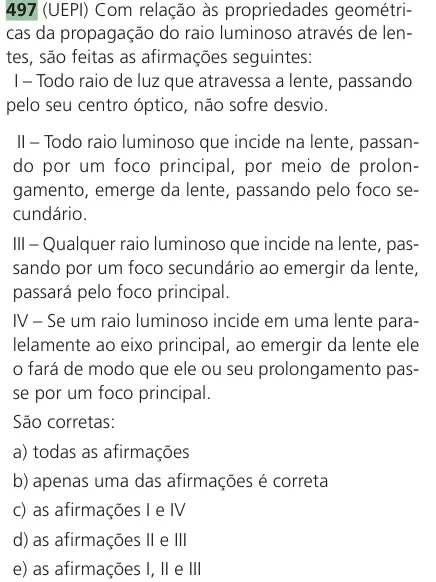 497 (UEPI) Com relação às propriedades geométri-
cas da propagação do raio luminoso através de len-
tes, são feitas as afirmações seguintes:
I – Todo raio de luz que atravessa a lente, passando
pelo seu centro óptico, não sofre desvio.
II – Todo raio luminoso que incide na lente, passan-
do por um foco principal, por meio de prolon-
gamento, emerge da lente, passando pelo foco se-
cundário.
III – Qualquer raio luminoso que incide na lente, pas-
sando por um foco secundário ao emergir da lente,
passará pelo foco principal.
IV – Se um raio luminoso incide em uma lente para-
lelamente ao eixo principal, ao emergir da lente ele
o fará de modo que ele ou seu prolongamento pas-
se por um foco principal.
São corretas:
a) todas as afirmações
b) apenas uma das afirmações é correta
c) as afirmações I e IV
d) as afirmações II e III
e) as afirmações I, II e III